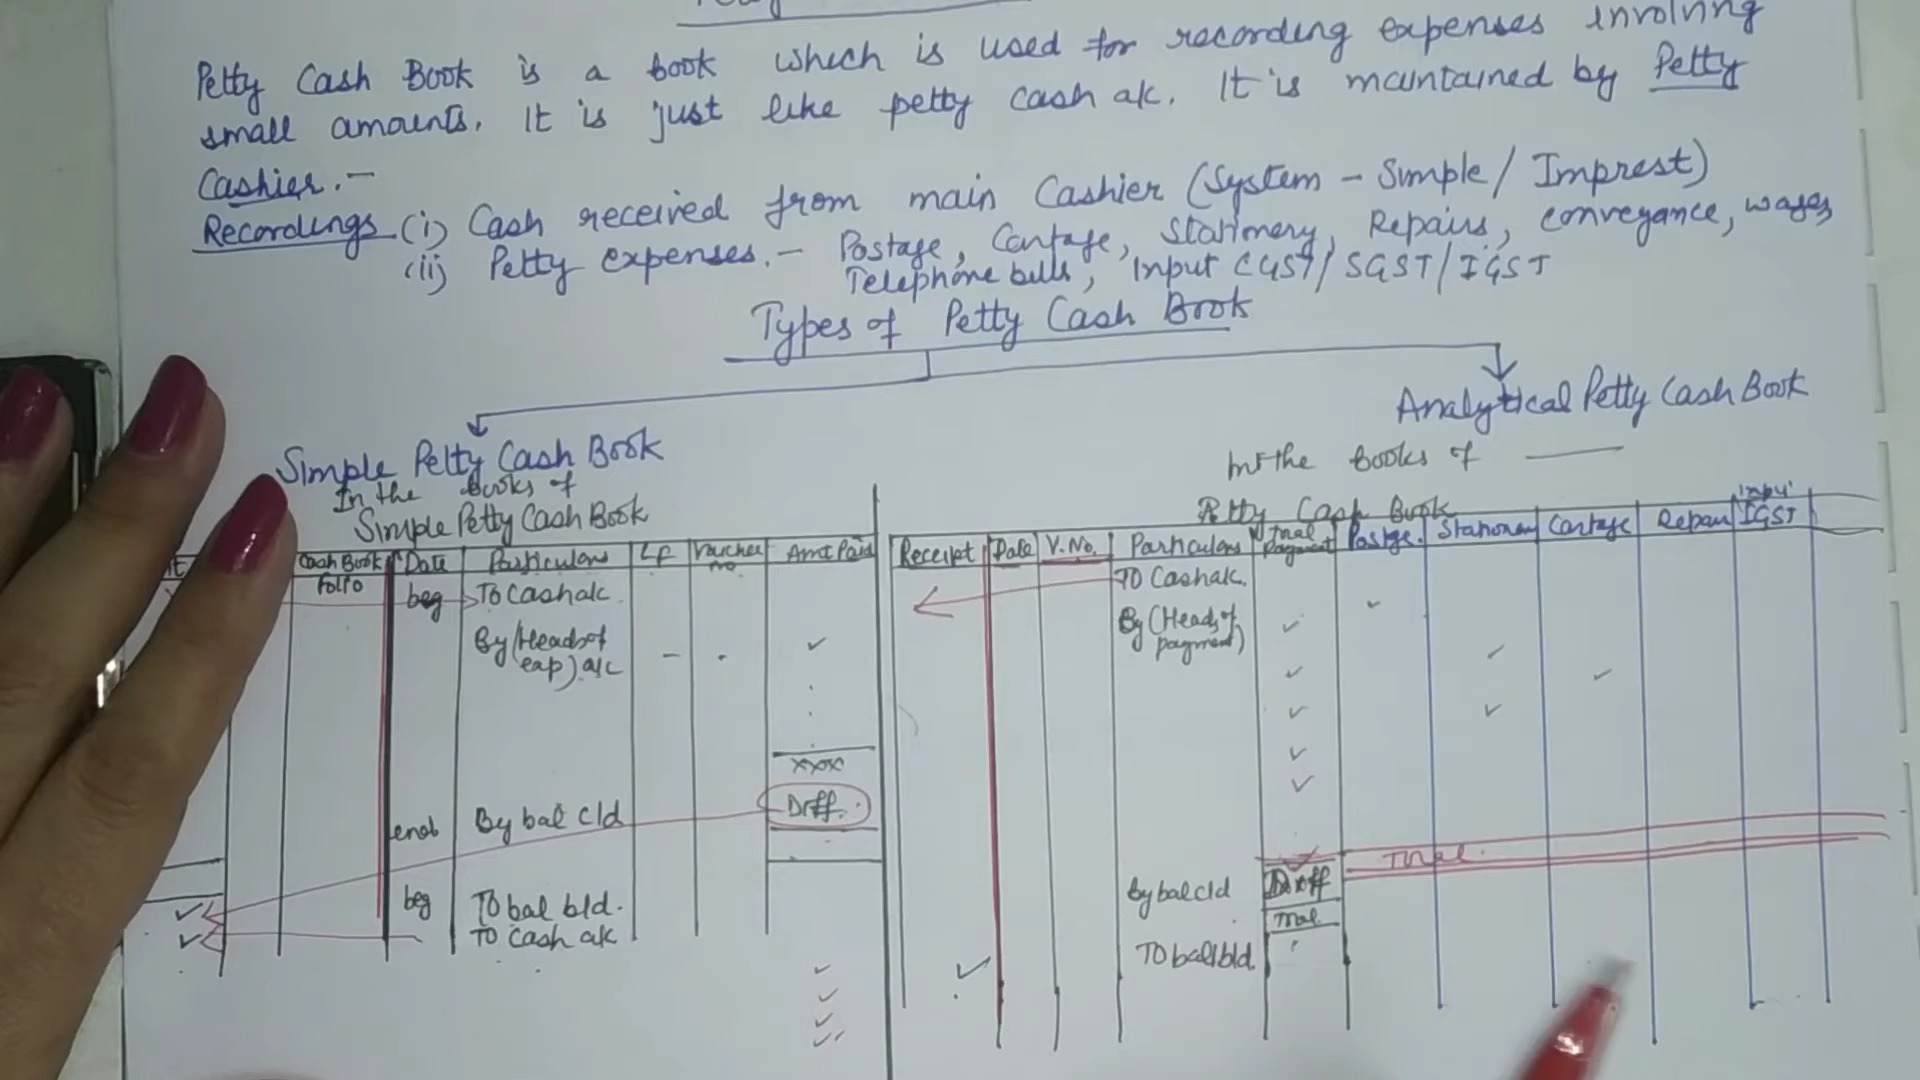 Petty Cash Book is a book which is used for recording expenses involving
small amounts. It is just like petty cash a/c. It is maintained by Petty
Cashier.-
Recordings (i) Cash received from main Cashier (System - Simple / Imprest)
(ii) Petty expenses.- Postage, Cartage, Stationery, Repairs, conveyance, wages,
Telephone bills, Input CGST/ SGST/ IGST
Types of Petty Cash Book
Simple Petty Cash Book
Analytical Petty Cash Book
In the books of
Simple Petty Cash Book
Cash Book Folio Date Particulars LF Voucher no Amt Paid
beg To Cash a/c
By (Heads of exp) a/c
xxx
end By bal c/d Diff.
beg To bal b/d.
To Cash a/c
In the books of
Petty Cash Book
Receipt Date V.No. Particulars Total Payment Postge. Stationery Cartage Repair Input IGST
To Cash a/c.
By (Heads of payment)
Total.
By bal c/d Diff
Total
To bal b/d.